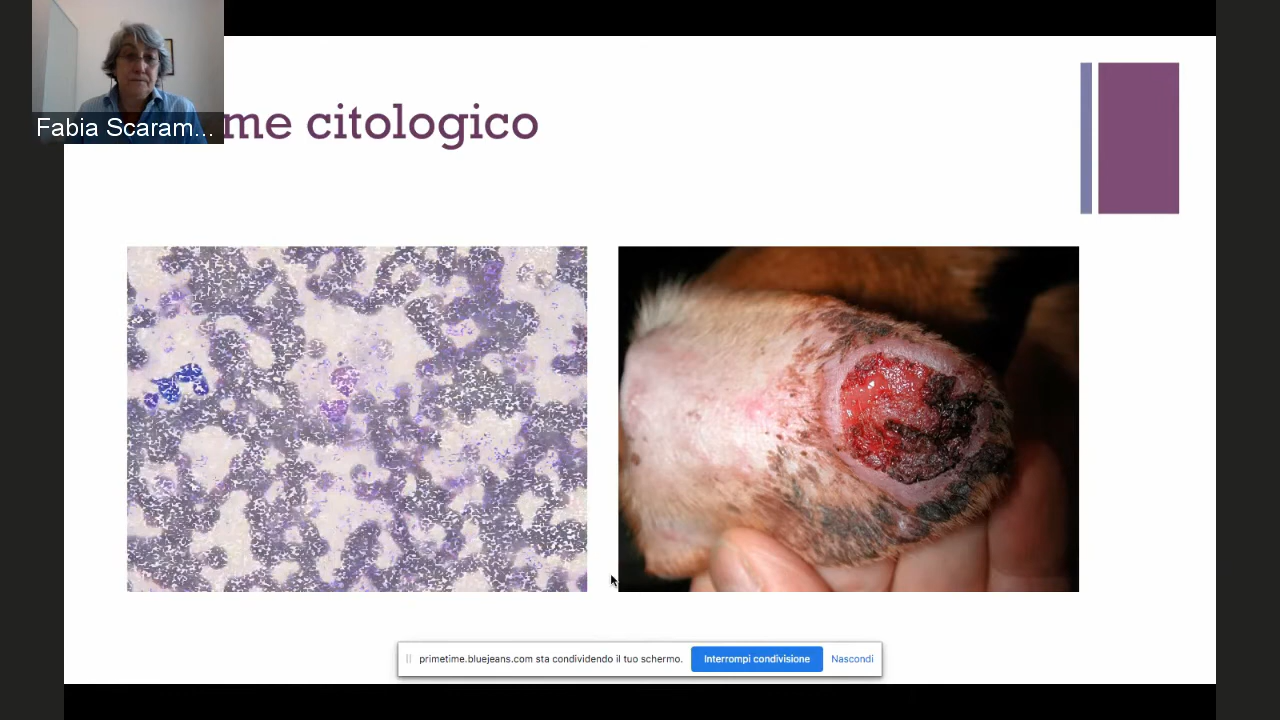 Fabia Scaram...
me citologico
primetime.bluejeans.com sta condividendo il tuo schermo.
Interrompi condivisione
Nascondi